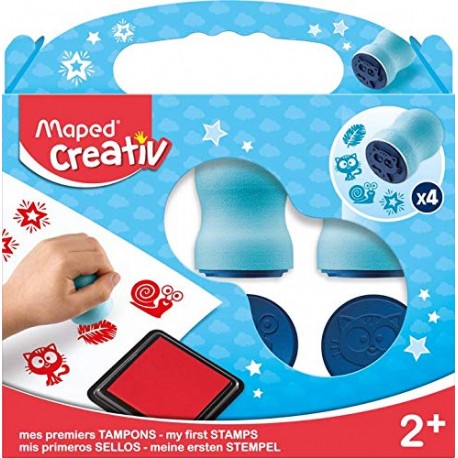 Maped
Creativ
x4
mes premiers TAMPONS - my first STAMPS
mis primeros SELLOS - meine ersten STEMPEL
2+